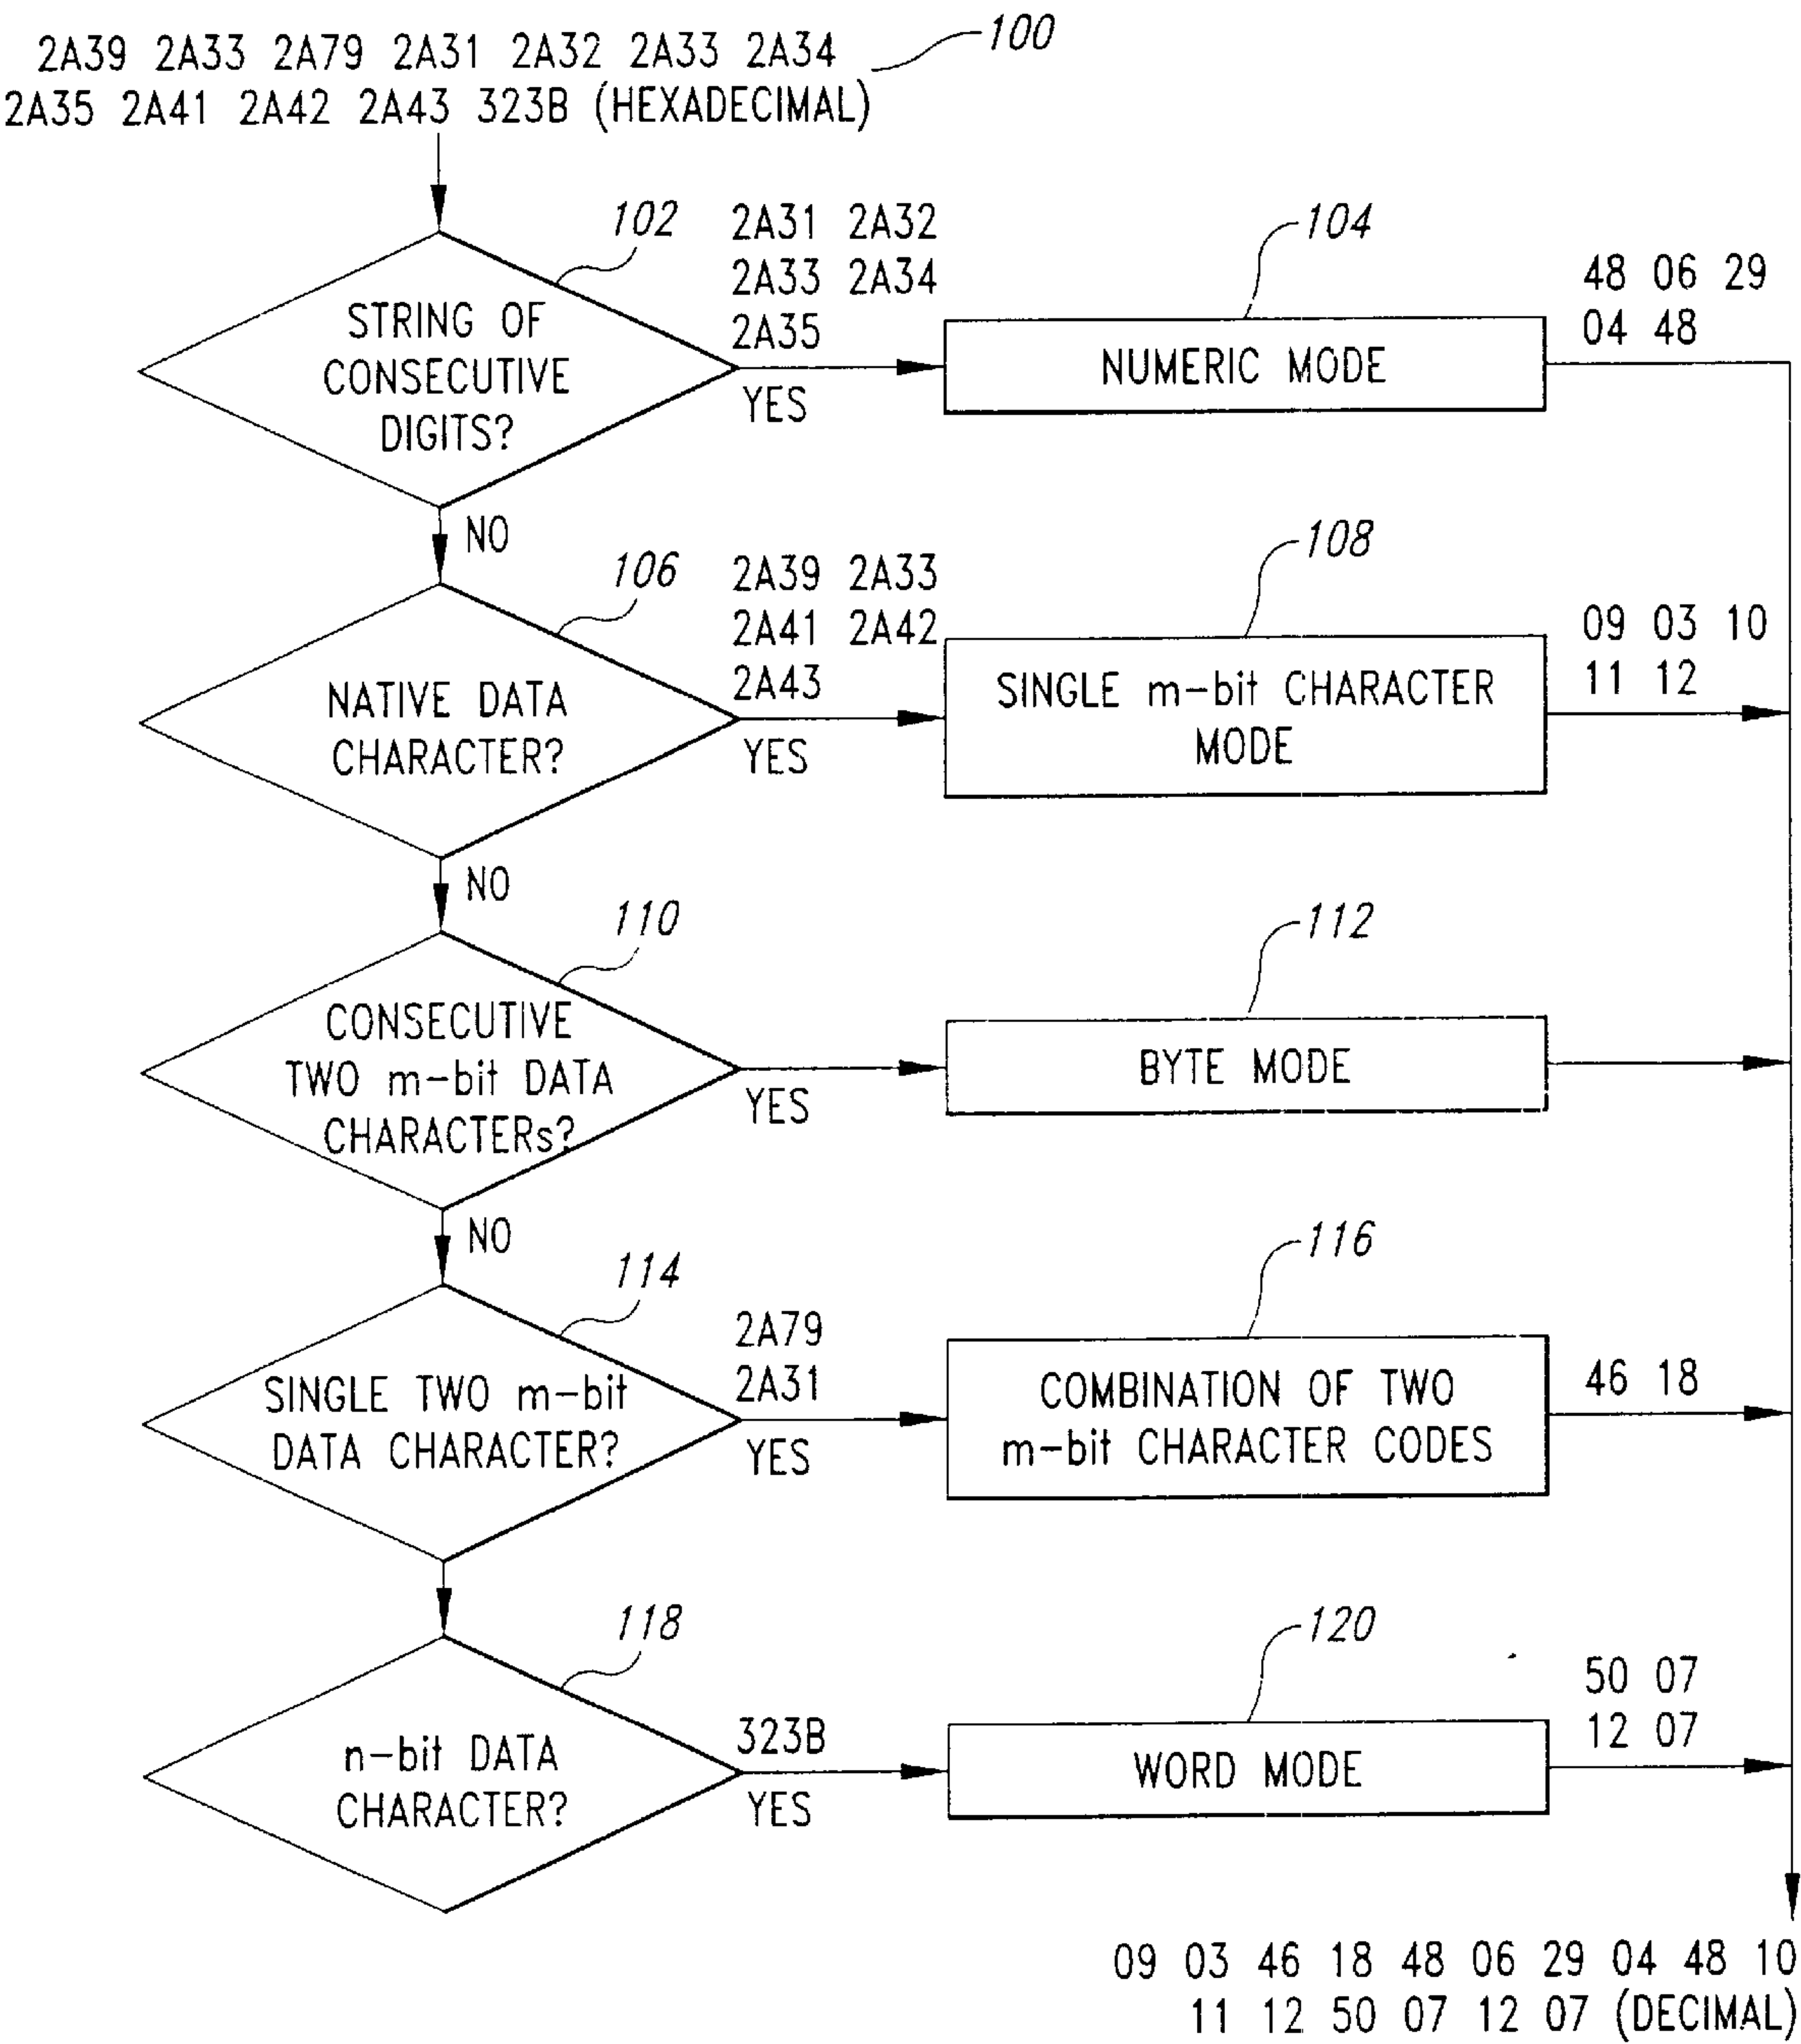 100
2A39 2A33 2A79 2A31 2A32 2A33 2A34
2A35 2A41 2A42 2A43 323B (HEXADECIMAL)
102
STRING OF
CONSECUTIVE
DIGITS?
2A31 2A32
2A33 2A34
2A35
YES
104
NUMERIC MODE
48 06 29
04 48
NO
106
NATIVE DATA
CHARACTER?
2A39 2A33
2A41 2A42
2A43
YES
108
SINGLE m-bit CHARACTER
MODE
09 03 10
11 12
NO
110
CONSECUTIVE
TWO m-bit DATA
CHARACTERs?
YES
112
BYTE MODE
NO
114
SINGLE TWO m-bit
DATA CHARACTER?
2A79
2A31
YES
116
COMBINATION OF TWO
m-bit CHARACTER CODES
46 18
118
n-bit DATA
CHARACTER?
323B
YES
120
WORD MODE
50 07
12 07
09 03 46 18 48 06 29 04 48 10
11 12 50 07 12 07 (DECIMAL)